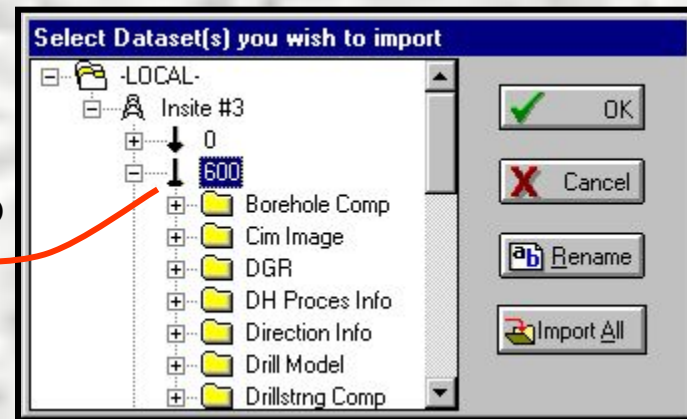 Select Dataset(s) you wish to import
-LOCAL-
Insite #3
0
600
Borehole Comp
Cim Image
DGR
DH Proces Info
Direction Info
Drill Model
Drillstrng Comp
OK
Cancel
ab Rename
Import All